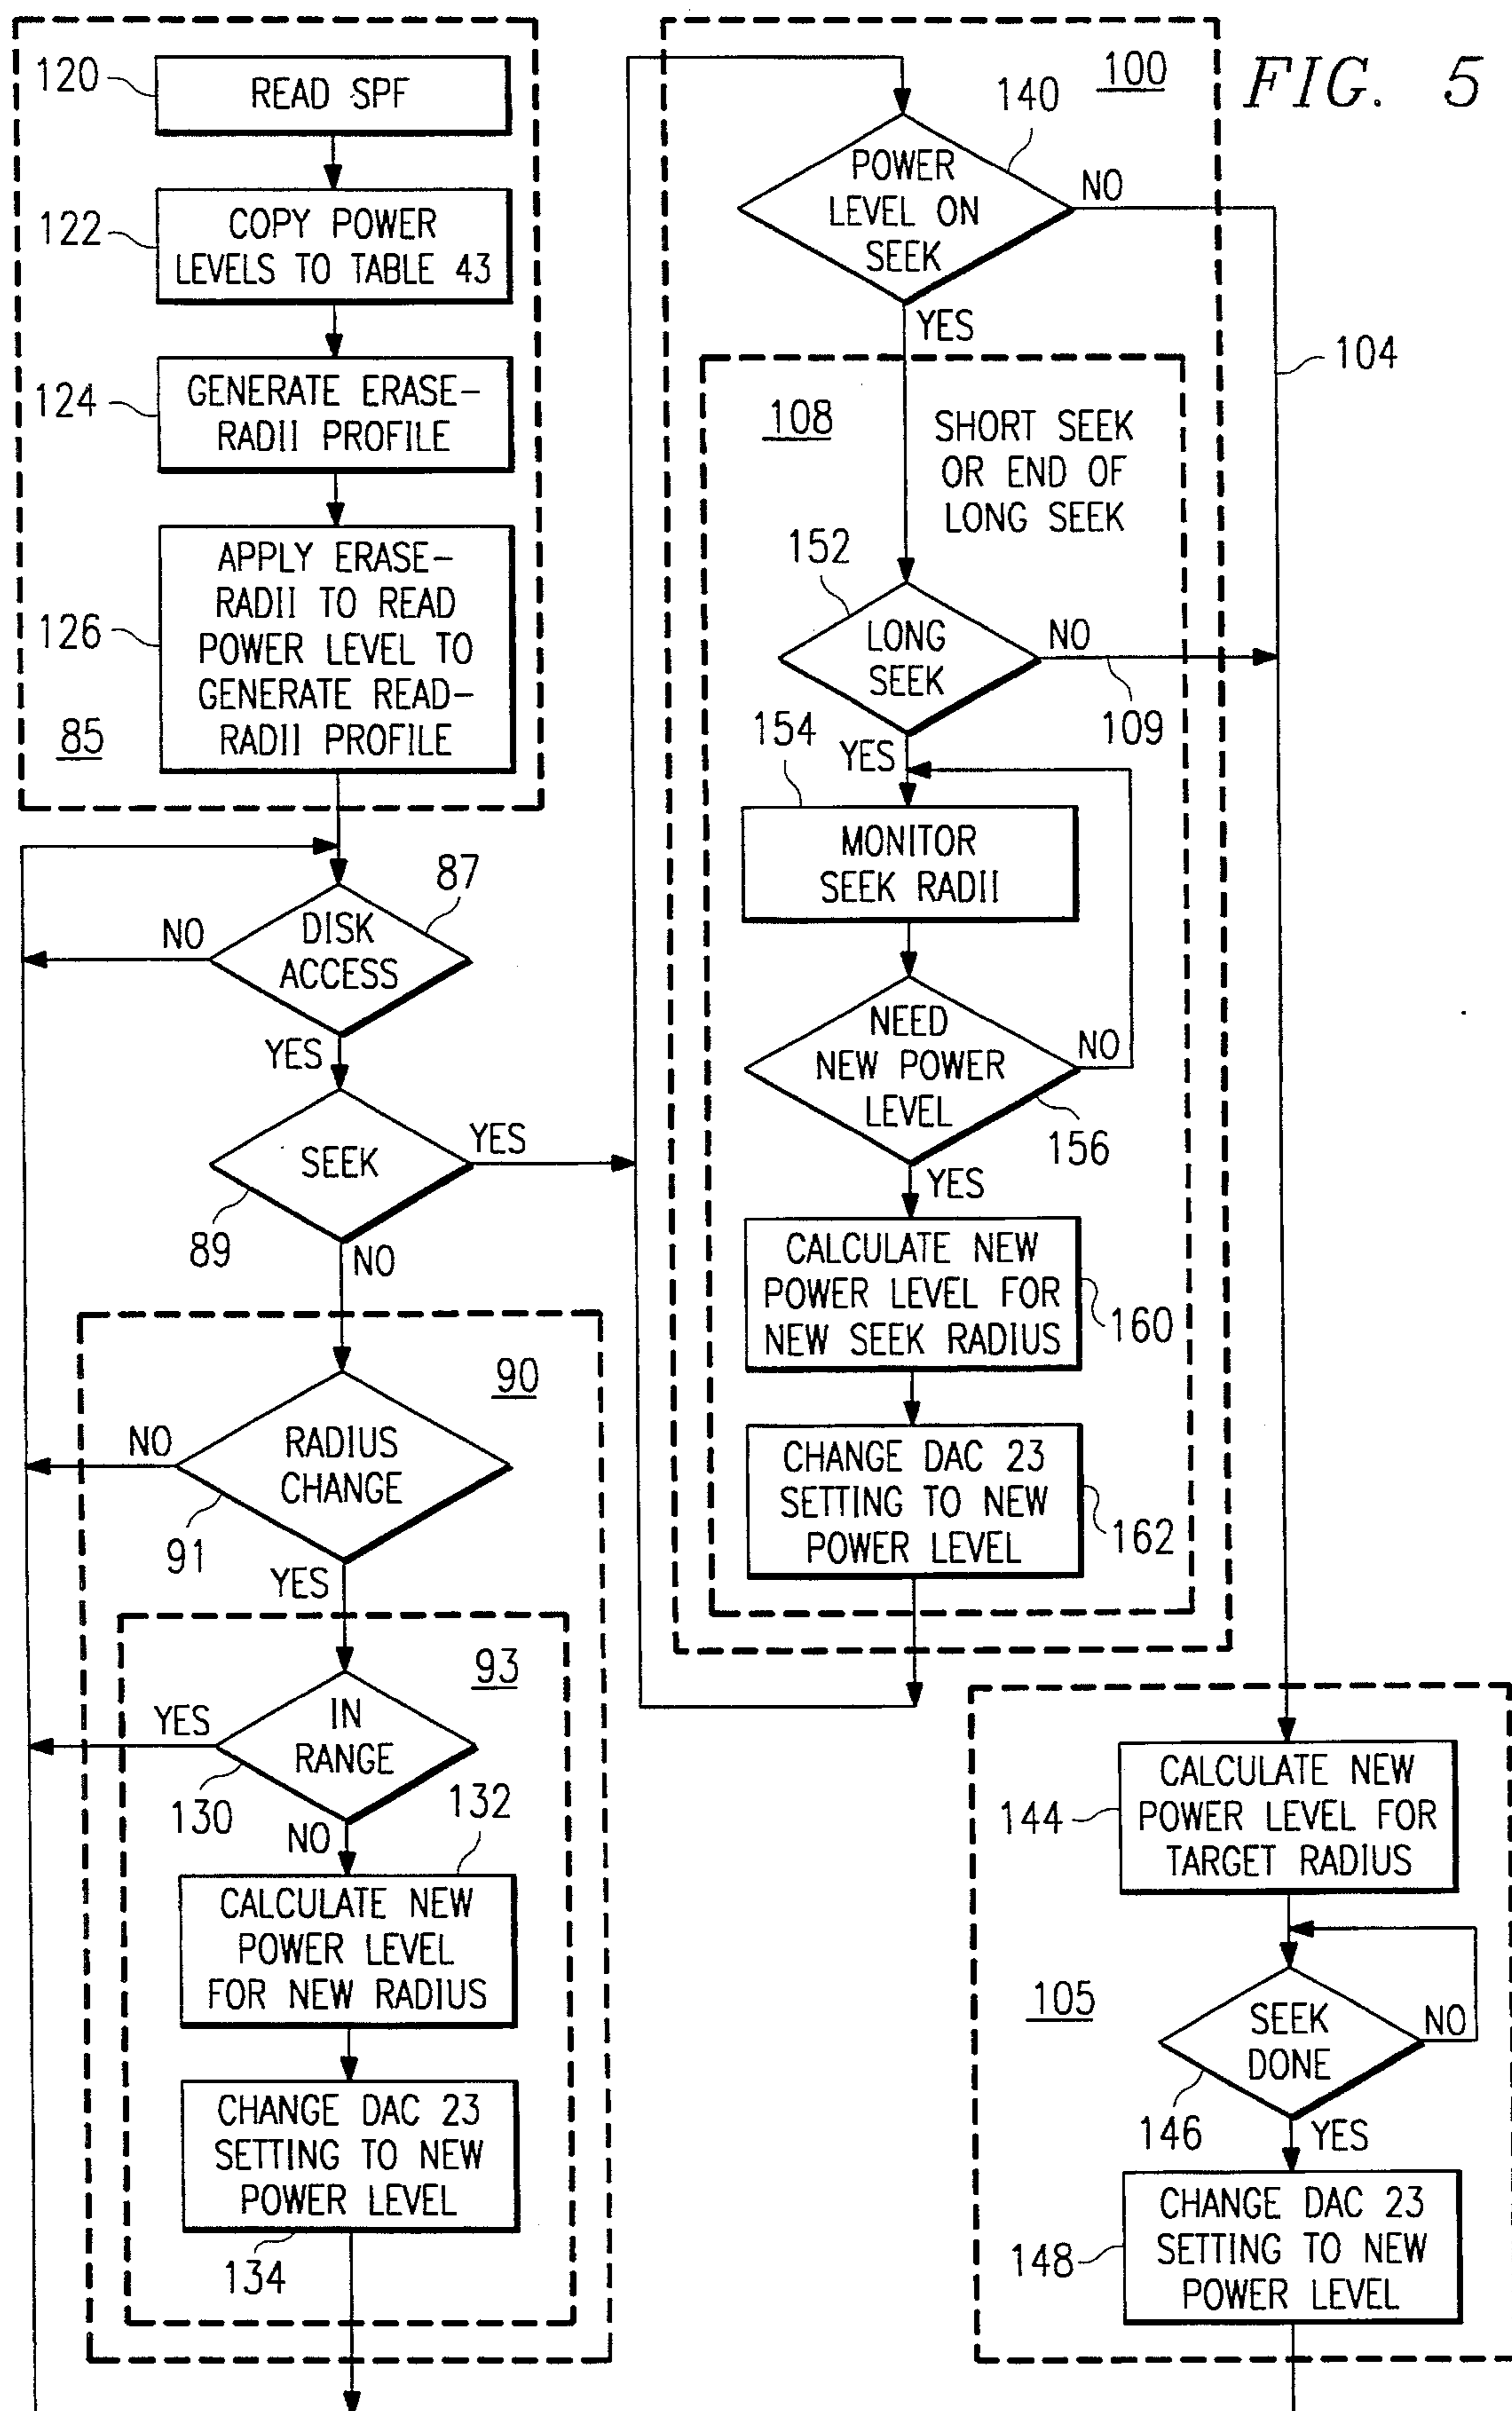 FIG. 5
120
READ SPF
122
COPY POWER
LEVELS TO TABLE 43
124
GENERATE ERASE-
RADII PROFILE
126
APPLY ERASE-
RADII TO READ
POWER LEVEL TO
GENERATE READ-
RADII PROFILE
85
87
DISK
ACCESS
NO
YES
SEEK
YES
89
NO
90
RADIUS
CHANGE
NO
91
YES
93
IN
RANGE
YES
130
NO
132
CALCULATE NEW
POWER LEVEL
FOR NEW RADIUS
CHANGE DAC 23
SETTING TO NEW
POWER LEVEL
134
100
140
POWER
LEVEL ON
SEEK
NO
YES
104
108
SHORT SEEK
OR END OF
LONG SEEK
152
LONG
SEEK
NO
109
154
YES
MONITOR
SEEK RADII
NEED
NEW POWER
LEVEL
NO
156
YES
CALCULATE NEW
POWER LEVEL FOR
NEW SEEK RADIUS
160
CHANGE DAC 23
SETTING TO NEW
POWER LEVEL
162
144
CALCULATE NEW
POWER LEVEL FOR
TARGET RADIUS
105
SEEK
DONE
NO
146
YES
148
CHANGE DAC 23
SETTING TO NEW
POWER LEVEL